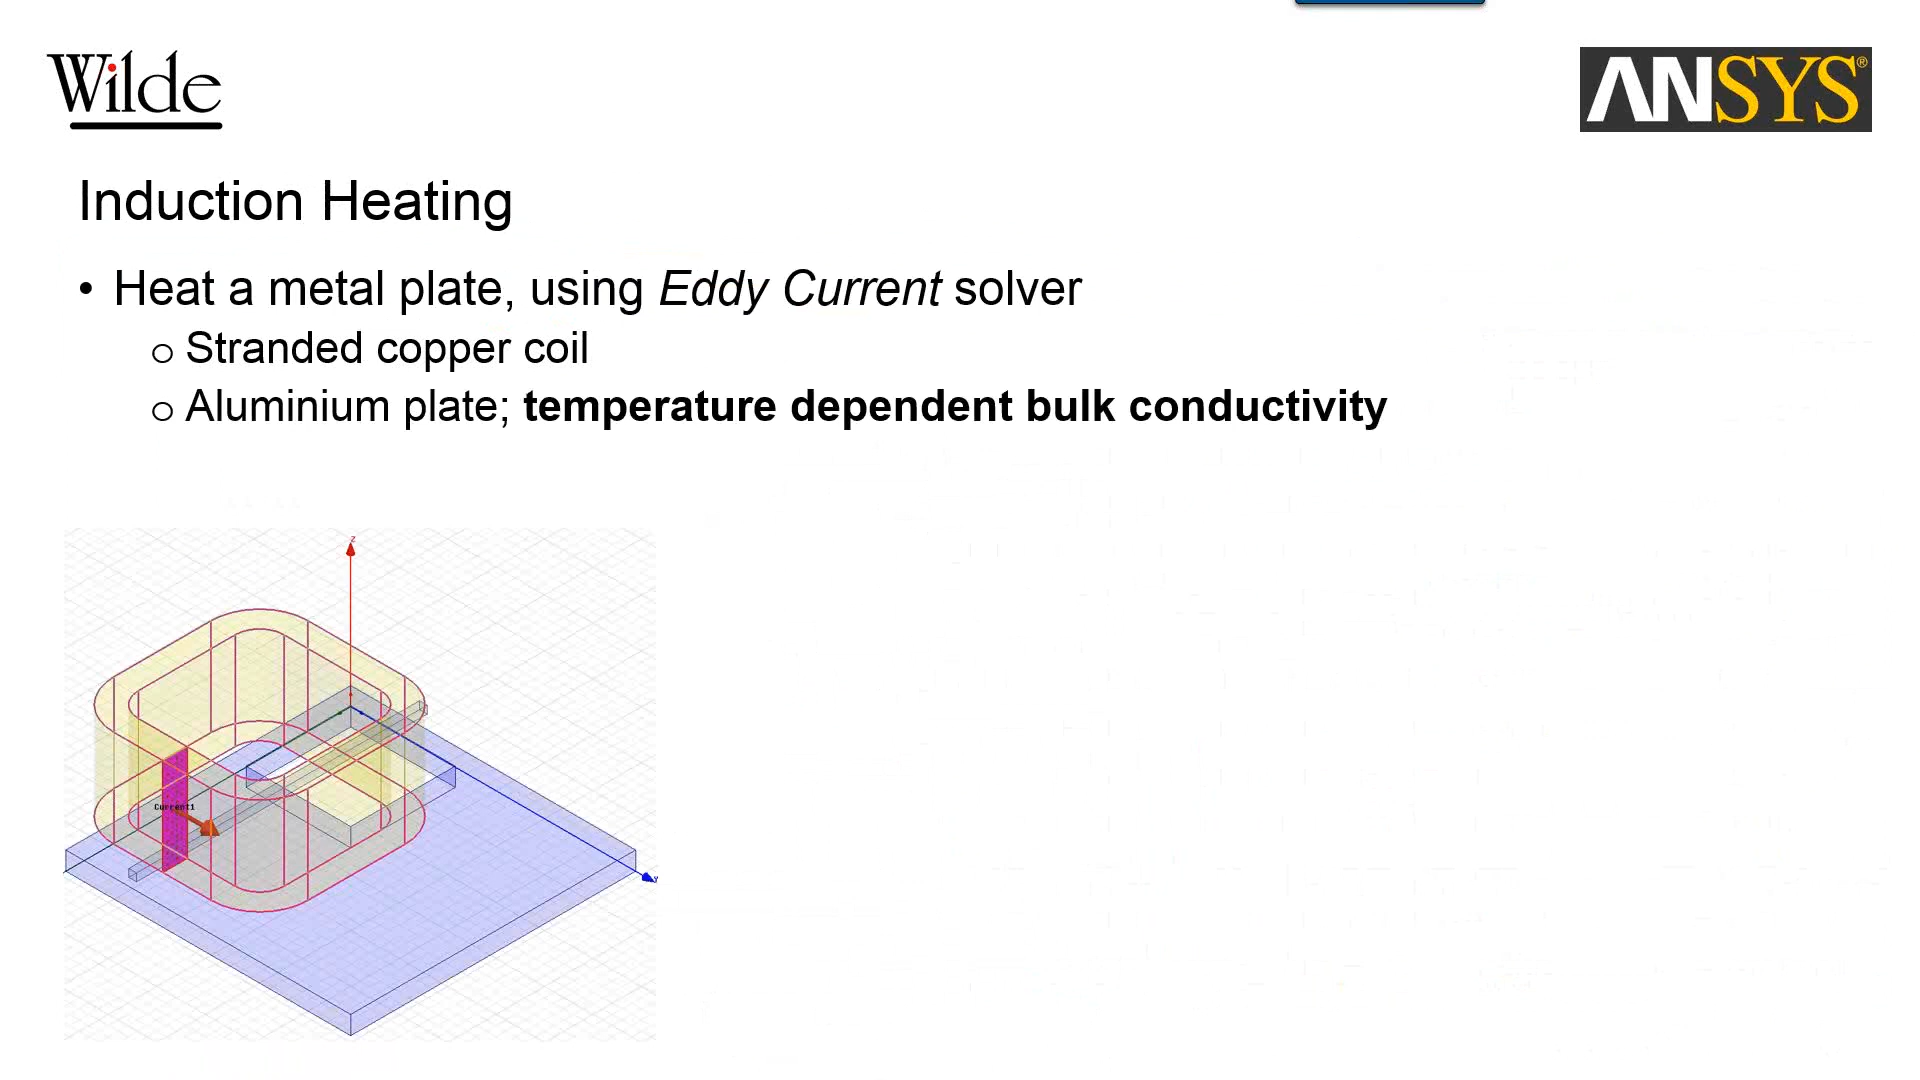 Wilde
ANSYS®
Induction Heating
• Heat a metal plate, using Eddy Current solver
o Stranded copper coil
o Aluminium plate; temperature dependent bulk conductivity
z
Current1
y